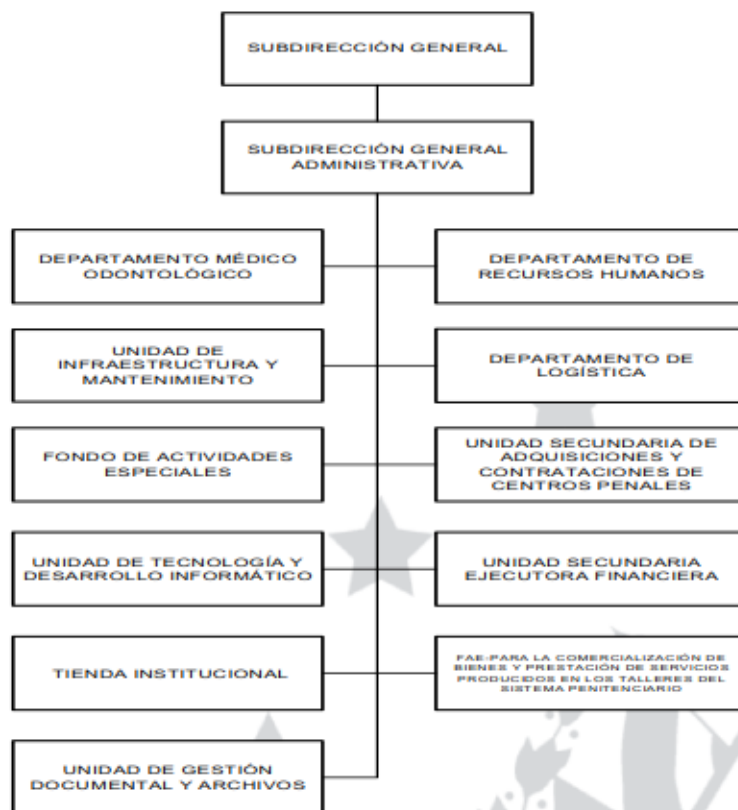 SUBDIRECCIÓN GENERAL
SUBDIRECCIÓN GENERAL
ADMINISTRATIVA
DEPARTAMENTO MÉDICO
ODONTOLÓGICO
DEPARTAMENTO DE
RECURSOS HUMANOS
UNIDAD DE
INFRAESTRUCTURA Y
MANTENIMIENTO
DEPARTAMENTO DE
LOGÍSTICA
FONDO DE ACTIVIDADES
ESPECIALES
UNIDAD SECUNDARIA DE
ADQUISICIONES Y
CONTRATACIONES DE
CENTROS PENALES
UNIDAD DE TECNOLOGÍA Y
DESARROLLO INFORMÁTICO
UNIDAD SECUNDARIA
EJECUTORA FINANCIERA
TIENDA INSTITUCIONAL
FAE-PARA LA COMERCIALIZACIÓN DE
BIENES Y PRESTACIÓN DE SERVICIOS
PRODUCIDOS EN LOS TALLERES DEL
SISTEMA PENITENCIARIO
UNIDAD DE GESTIÓN
DOCUMENTAL Y ARCHIVOS